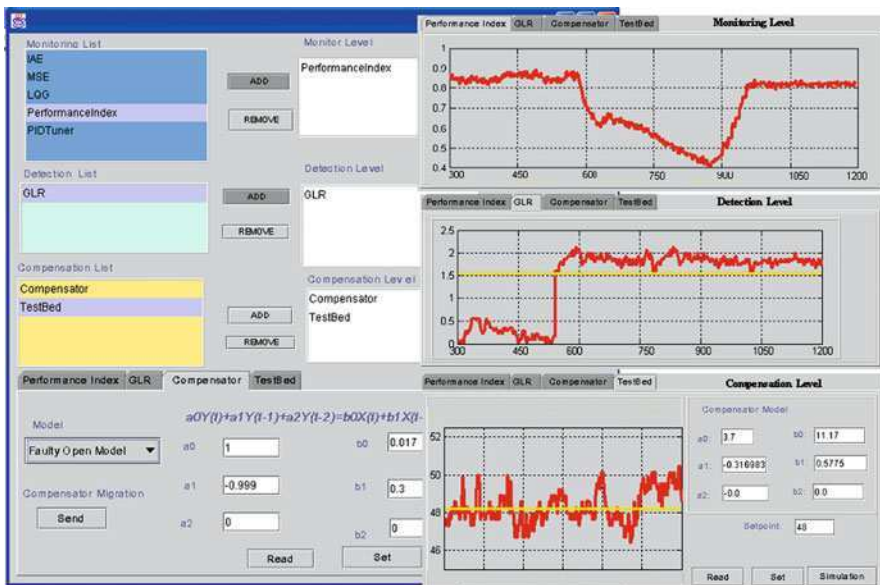 Monitoring List
IAE
MSE
LQG
PerformanceIndex
PIDTuner
ADD
REMOVE
Monitor Level
PerformanceIndex
Detection List
GLR
ADD
REMOVE
Detection Level
GLR
Compensation List
Compensator
TestBed
ADD
REMOVE
Compensation Level
Compensator
TestBed
Performance Index GLR Compensator TestBed
Model
Faulty Open Model
Compensator Migration
Send
a0Y(t)+a1Y(t-1)+a2Y(t-2)=b0X(t)+b1X(t-
a0 1 b0 0.017
a1 -0.999 b1 0.3
a2 0 b2 0
Read Set
Performance Index GLR Compensator TestBed Monitoring Level
1
0.9
0.8
0.7
0.6
0.5
0.4
300 450 600 750 900 1050 1200
Performance Index GLR Compensator TestBed Detection Level
2.5
2
1.5
1
0.5
0
300 450 600 750 900 1050 1200
Performance Index GLR Compensator TestBed Compensation Level
52
50
48
46
Compensator Model
a0: 3.7 b0: 11.17
a1: -0.316983 b1: 0.5775
a2: -0.0 b2: 0.0
Setpoint: 48
Read Set Simulation